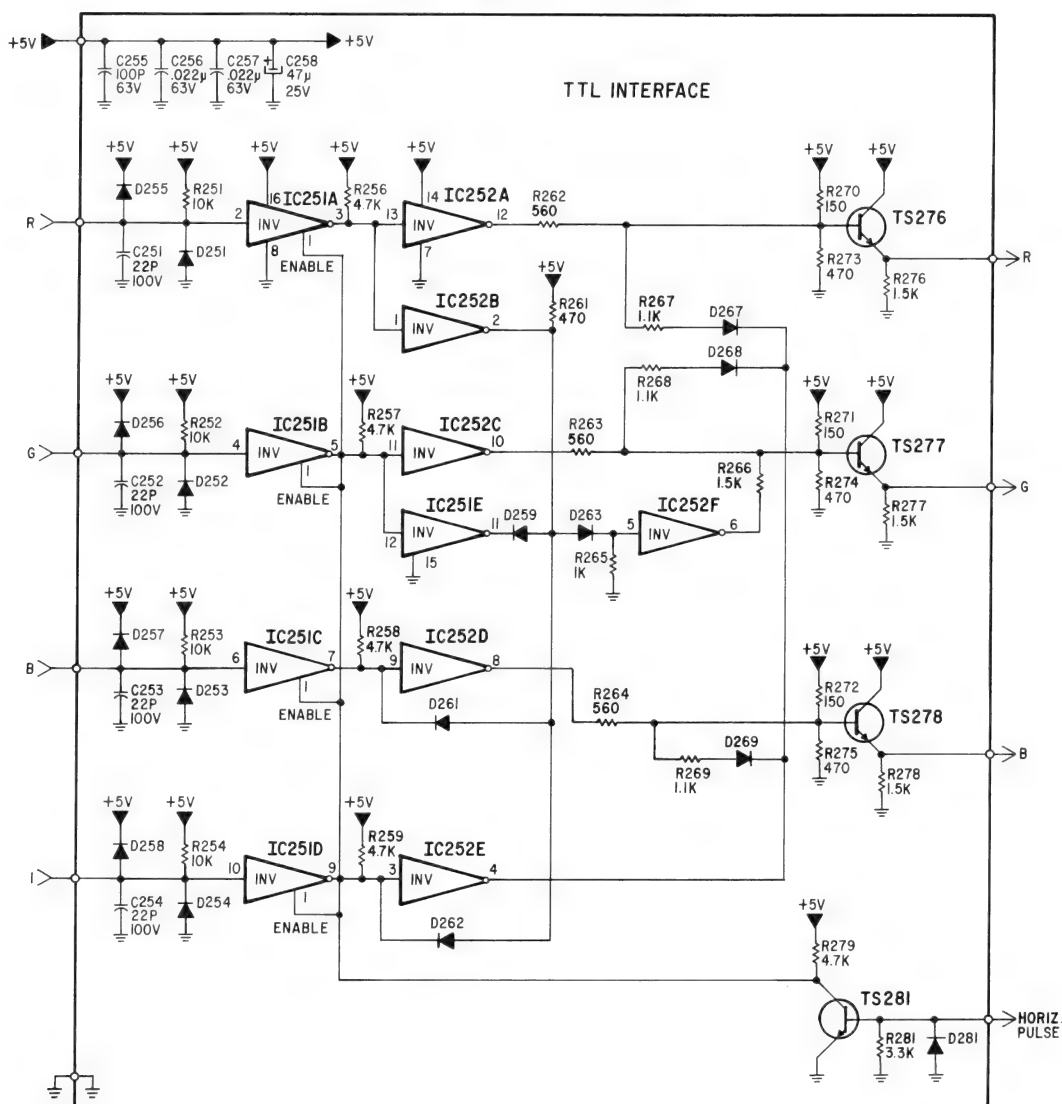 +5V
+5V
C255
100P
63V
C256
.022µ
63V
C257
.022µ
63V
+
C258
47µ
25V
TTL INTERFACE
+5V
+5V
+5V
+5V
+5V
+5V
+5V
D255
R251
10K
16
IC251A
R256
4.7K
14
IC252A
R262
560
R270
150
TS276
R
2
INV
3
13
INV
12
C251
22P
100V
D251
8
1
ENABLE
7
+5V
R273
470
R276
1.5K
R
IC252B
R261
470
R267
1.1K
D267
1
INV
2
D268
R268
1.1K
+5V
+5V
+5V
+5V
+5V
D256
R252
10K
IC251B
R257
4.7K
IC252C
R263
560
R271
150
TS277
G
4
INV
5
11
INV
10
C252
22P
100V
D252
1
ENABLE
R266
1.5K
R274
470
R277
1.5K
G
IC251E
D259
D263
IC252F
12
INV
11
5
INV
6
15
R265
1K
+5V
+5V
+5V
+5V
+5V
D257
R253
10K
IC251C
R258
4.7K
IC252D
B
6
INV
7
9
INV
8
C253
22P
100V
D253
1
ENABLE
D261
R264
560
R272
150
TS278
R269
1.1K
D269
R275
470
R278
1.5K
B
+5V
+5V
+5V
D258
R254
10K
IC251D
R259
4.7K
IC252E
I
10
INV
9
3
INV
4
C254
22P
100V
D254
1
ENABLE
D262
+5V
R279
4.7K
TS281
R281
3.3K
D281
HORIZ.
PULSE